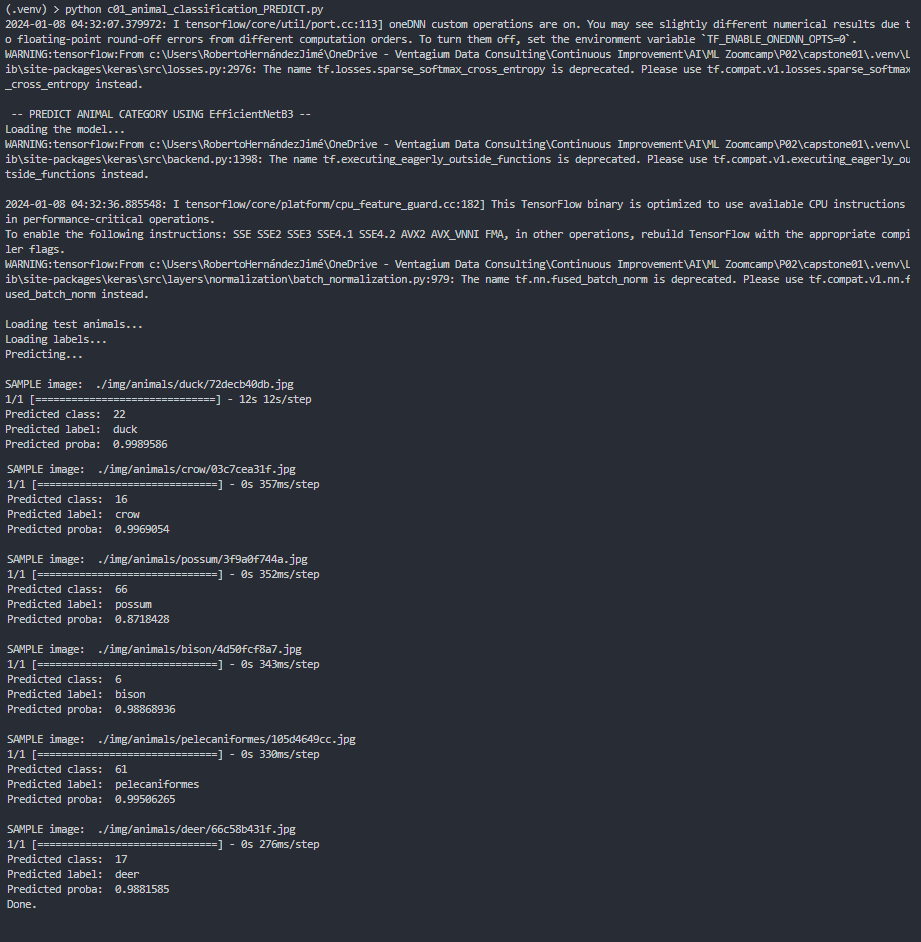 (.venv) > python c01_animal_classification_PREDICT.py
2024-01-08 04:32:07.379972: I tensorflow/core/util/port.cc:113] oneDNN custom operations are on. You may see slightly different numerical results due t
o floating-point round-off errors from different computation orders. To turn them off, set the environment variable `TF_ENABLE_ONEDNN_OPTS=0`.
WARNING:tensorflow:From c:\Users\RobertoHernándezJimé\OneDrive - Ventagium Data Consulting\Continuous Improvement\AI\ML Zoomcamp\P02\capstone01\.venv\L
ib\site-packages\keras\src\losses.py:2976: The name tf.losses.sparse_softmax_cross_entropy is deprecated. Please use tf.compat.v1.losses.sparse_softmax
_cross_entropy instead.
-- PREDICT ANIMAL CATEGORY USING EfficientNetB3 --
Loading the model...
WARNING:tensorflow:From c:\Users\RobertoHernándezJimé\OneDrive - Ventagium Data Consulting\Continuous Improvement\AI\ML Zoomcamp\P02\capstone01\.venv\L
ib\site-packages\keras\src\backend.py:1398: The name tf.executing_eagerly_outside_functions is deprecated. Please use tf.compat.v1.executing_eagerly_ou
tside_functions instead.
2024-01-08 04:32:36.885548: I tensorflow/core/platform/cpu_feature_guard.cc:182] This TensorFlow binary is optimized to use available CPU instructions
in performance-critical operations.
To enable the following instructions: SSE SSE2 SSE3 SSE4.1 SSE4.2 AVX2 AVX_VNNI FMA, in other operations, rebuild TensorFlow with the appropriate compi
ler flags.
WARNING:tensorflow:From c:\Users\RobertoHernándezJimé\OneDrive - Ventagium Data Consulting\Continuous Improvement\AI\ML Zoomcamp\P02\capstone01\.venv\L
ib\site-packages\keras\src\layers\normalization\batch_normalization.py:979: The name tf.nn.fused_batch_norm is deprecated. Please use tf.compat.v1.nn.f
used_batch_norm instead.
Loading test animals...
Loading labels...
Predicting...
SAMPLE image:  ./img/animals/duck/72decb40db.jpg
1/1 [==============================] - 12s 12s/step
Predicted class:  22
Predicted label:  duck
Predicted proba:  0.9989586
SAMPLE image:  ./img/animals/crow/03c7cea31f.jpg
1/1 [==============================] - 0s 357ms/step
Predicted class:  16
Predicted label:  crow
Predicted proba:  0.9969054
SAMPLE image:  ./img/animals/possum/3f9a0f744a.jpg
1/1 [==============================] - 0s 352ms/step
Predicted class:  66
Predicted label:  possum
Predicted proba:  0.8718428
SAMPLE image:  ./img/animals/bison/4d50fcf8a7.jpg
1/1 [==============================] - 0s 343ms/step
Predicted class:  6
Predicted label:  bison
Predicted proba:  0.98868936
SAMPLE image:  ./img/animals/pelecaniformes/105d4649cc.jpg
1/1 [==============================] - 0s 330ms/step
Predicted class:  61
Predicted label:  pelecaniformes
Predicted proba:  0.99506265
SAMPLE image:  ./img/animals/deer/66c58b431f.jpg
1/1 [==============================] - 0s 276ms/step
Predicted class:  17
Predicted label:  deer
Predicted proba:  0.9881585
Done.